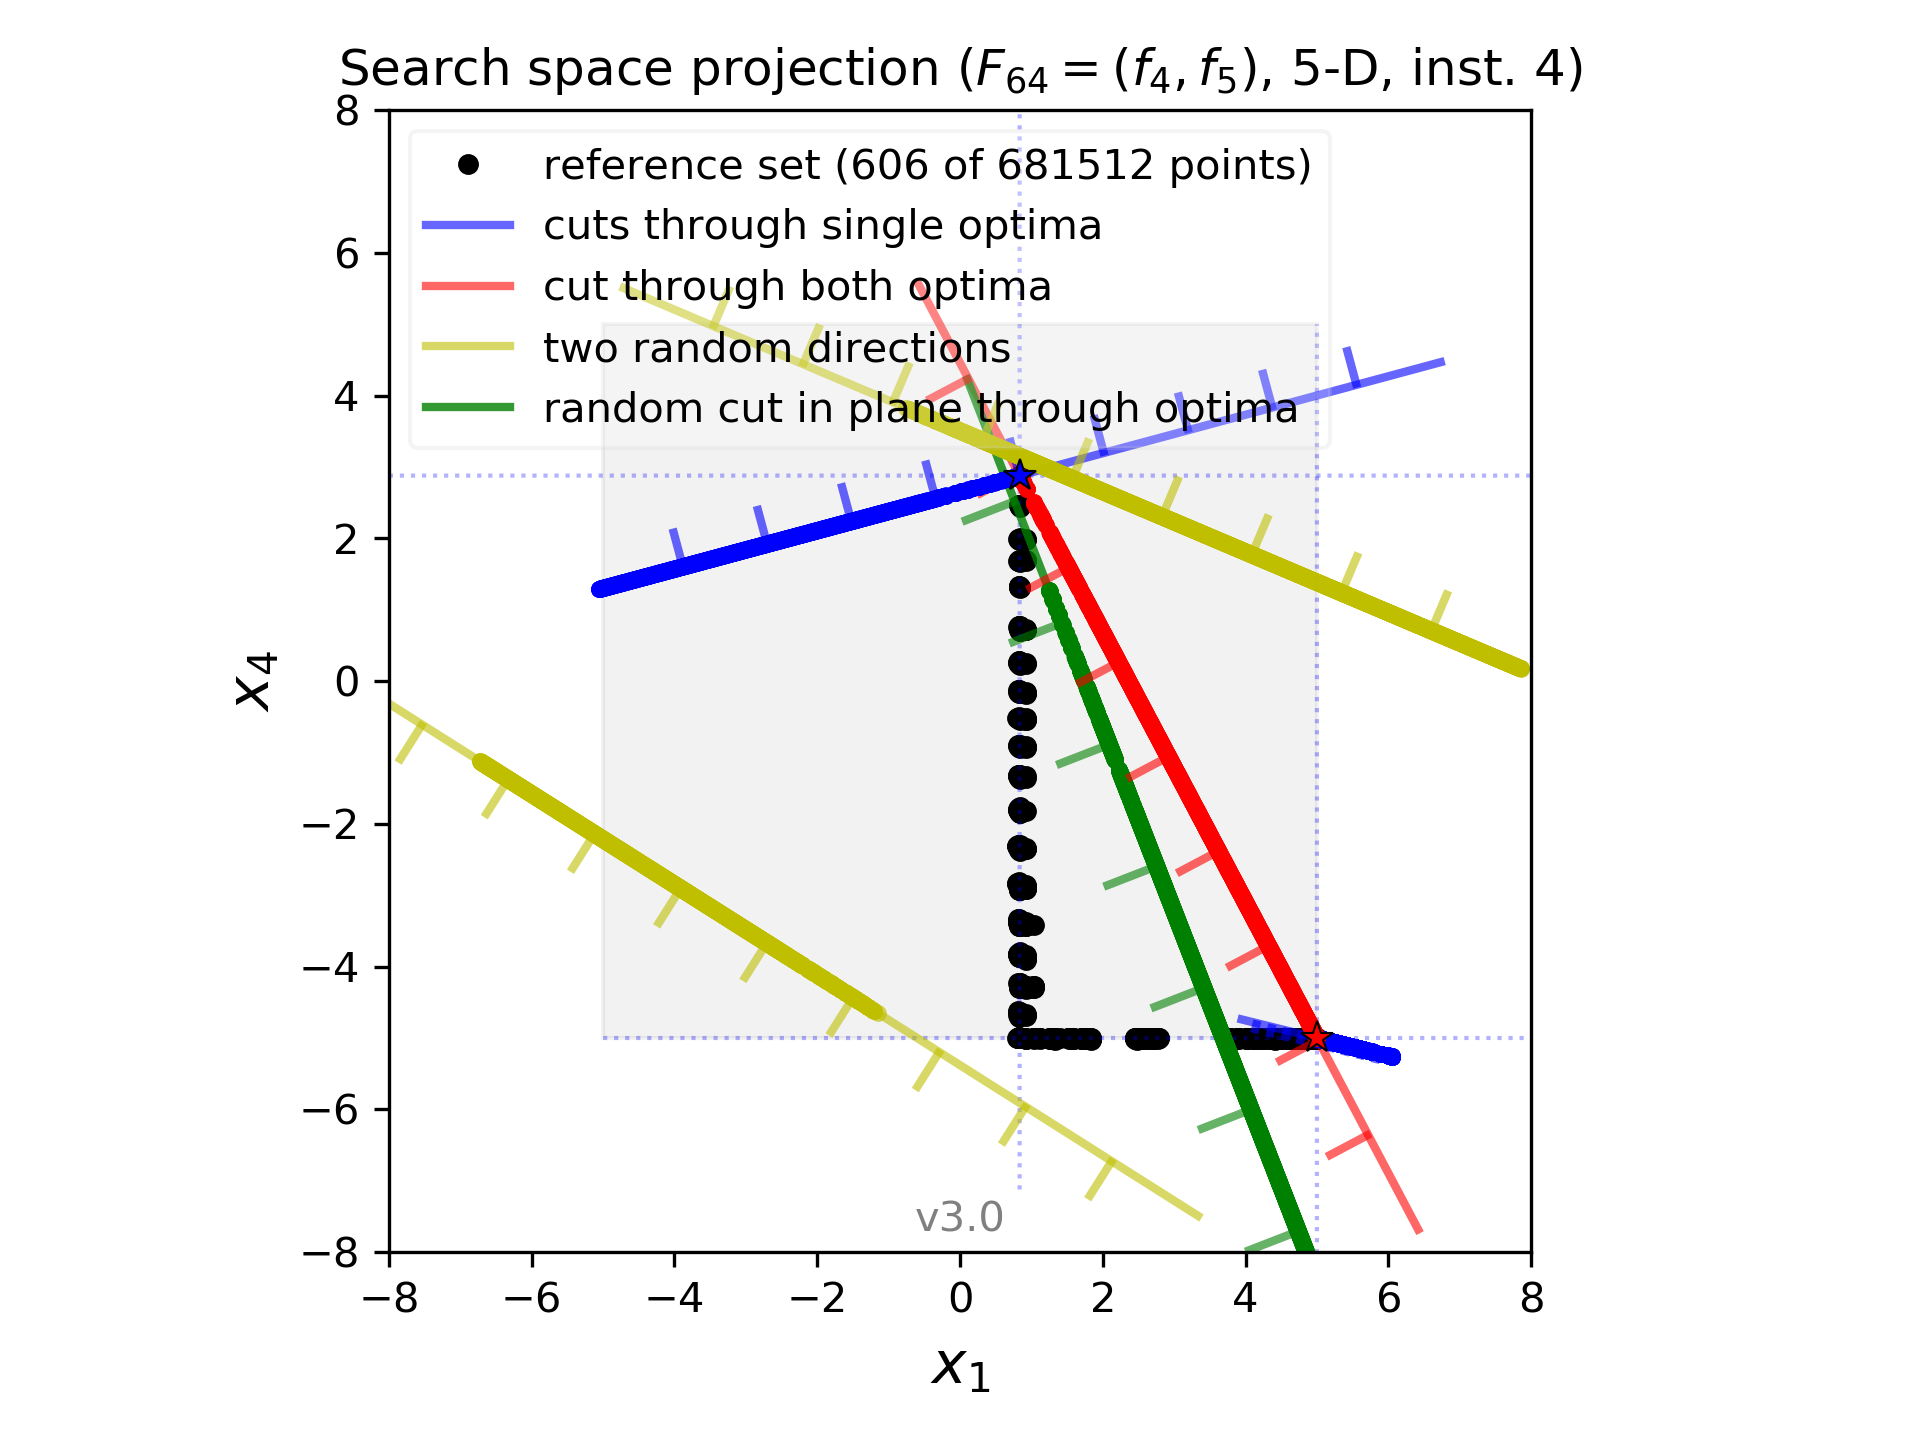 Search space projection (F64 = (f4, f5), 5-D, inst. 4)
reference set (606 of 681512 points)
cuts through single optima
cut through both optima
two random directions
random cut in plane through optima
8
6
4
2
0
−2
−4
−6
−8
x4
v3.0
−8 −6 −4 −2 0 2 4 6 8
x1